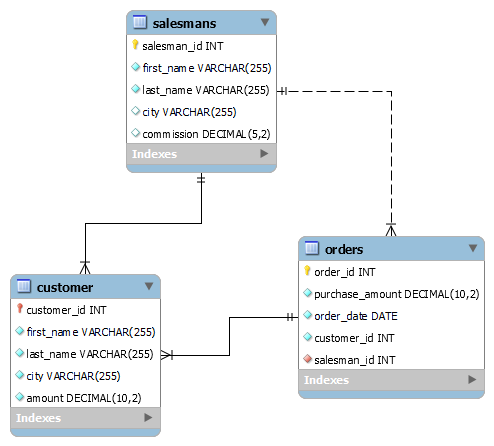 salesmans
salesman_id INT
first_name VARCHAR(255)
last_name VARCHAR(255)
city VARCHAR(255)
commission DECIMAL(5,2)
Indexes
orders
order_id INT
purchase_amount DECIMAL(10,2)
order_date DATE
customer_id INT
salesman_id INT
Indexes
customer
customer_id INT
first_name VARCHAR(255)
last_name VARCHAR(255)
city VARCHAR(255)
amount DECIMAL(10,2)
Indexes